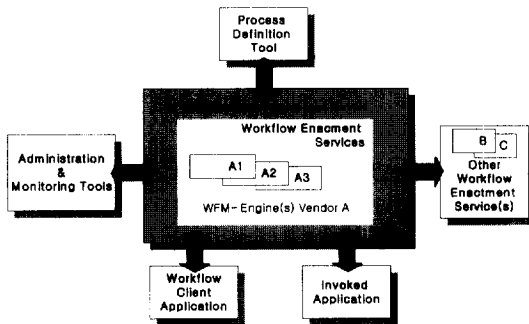 Process
Definition
Tool
Workflow Enactment
Services
A1
A2
A3
WFM-Engine(s) Vendor A
Administration
&
Monitoring Tools
B
C
Other
Workflow
Enactment
Service(s)
Workflow
Client
Application
Invoked
Application